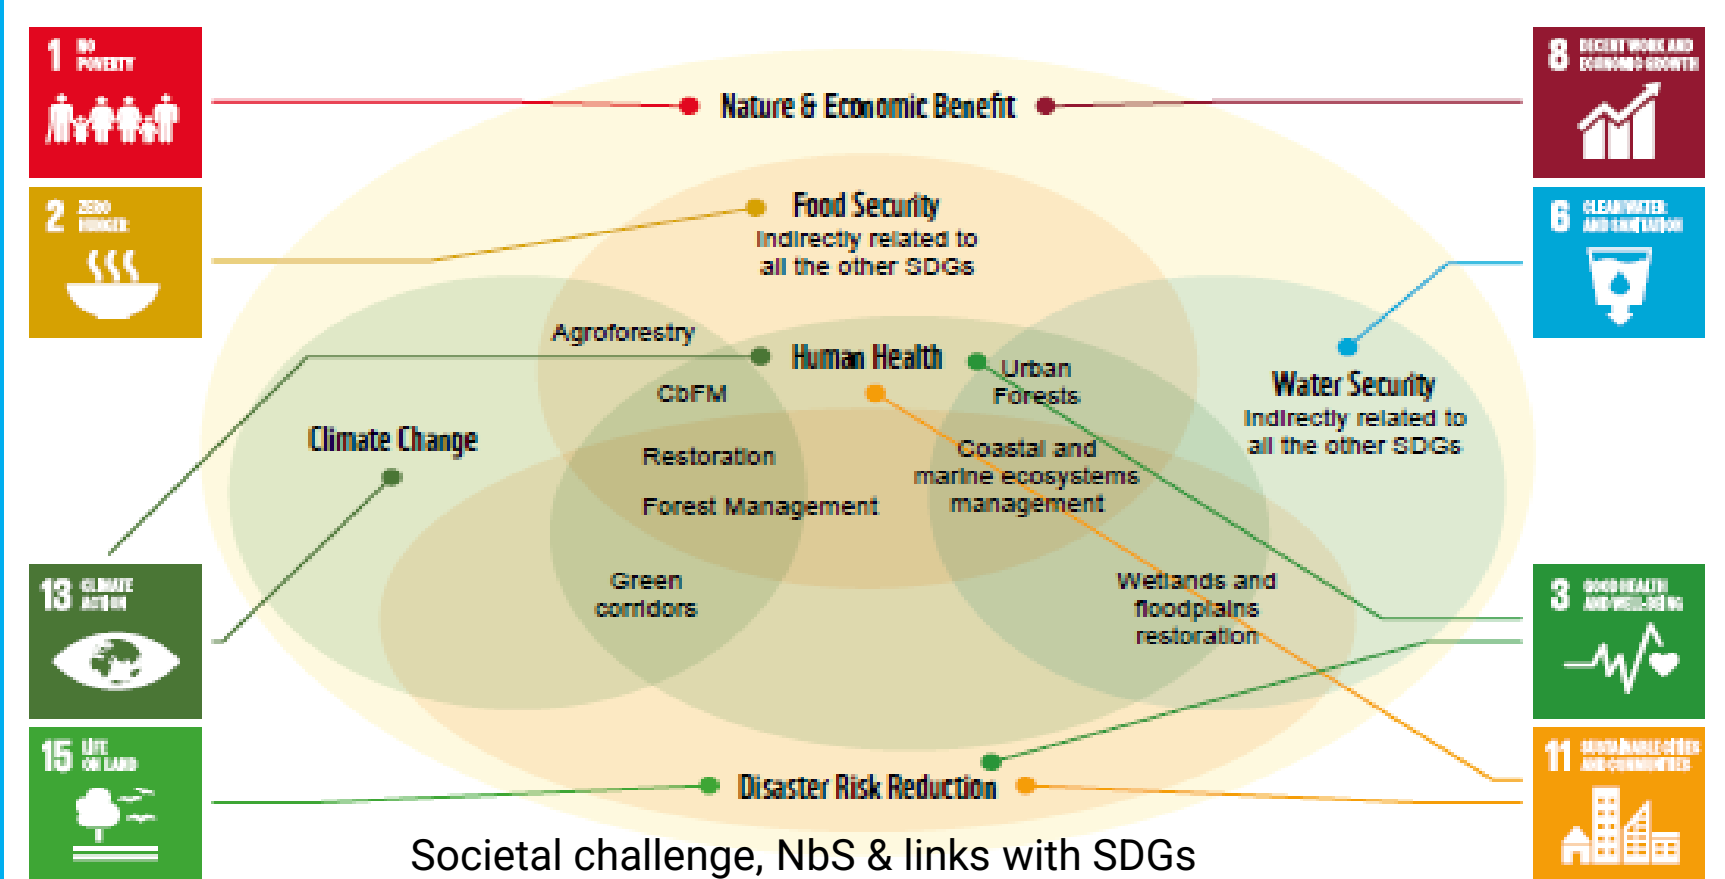 1 NO
POVERTY
8 DECENT WORK AND
ECONOMIC GROWTH
Nature & Economic Benefit
2 ZERO
HUNGER
6 CLEAN WATER
AND SANITATION
Food Security
Indirectly related to
all the other SDGs
Agroforestry
Human Health
Urban
Forests
CbFM
Water Security
Indirectly related to
all the other SDGs
Climate Change
Restoration
Coastal and
marine ecosystems
management
Forest Management
Green
corridors
Wetlands and
floodplains
restoration
13 CLIMATE
ACTION
3 GOOD HEALTH
AND WELL-BEING
15 LIFE
ON LAND
11 SUSTAINABLE CITIES
AND COMMUNITIES
Disaster Risk Reduction
Societal challenge, NbS & links with SDGs